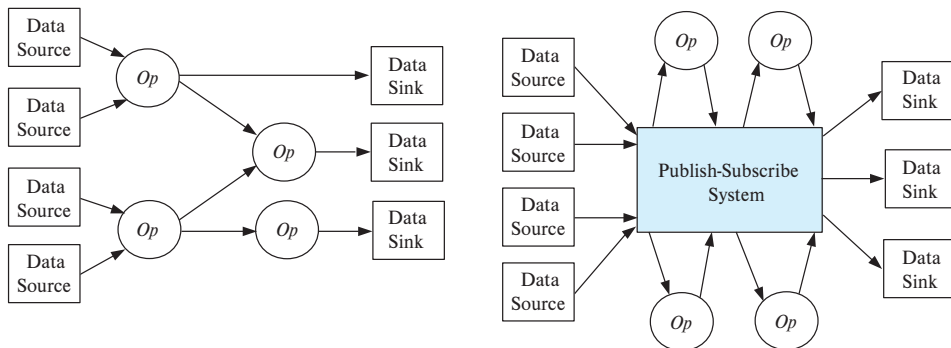 Data
Source
Data
Source
Data
Source
Data
Source
Op
Op
Op
Op
Data
Sink
Data
Sink
Data
Sink
Data
Source
Data
Source
Data
Source
Data
Source
Op
Op
Publish-Subscribe
System
Op
Op
Data
Sink
Data
Sink
Data
Sink